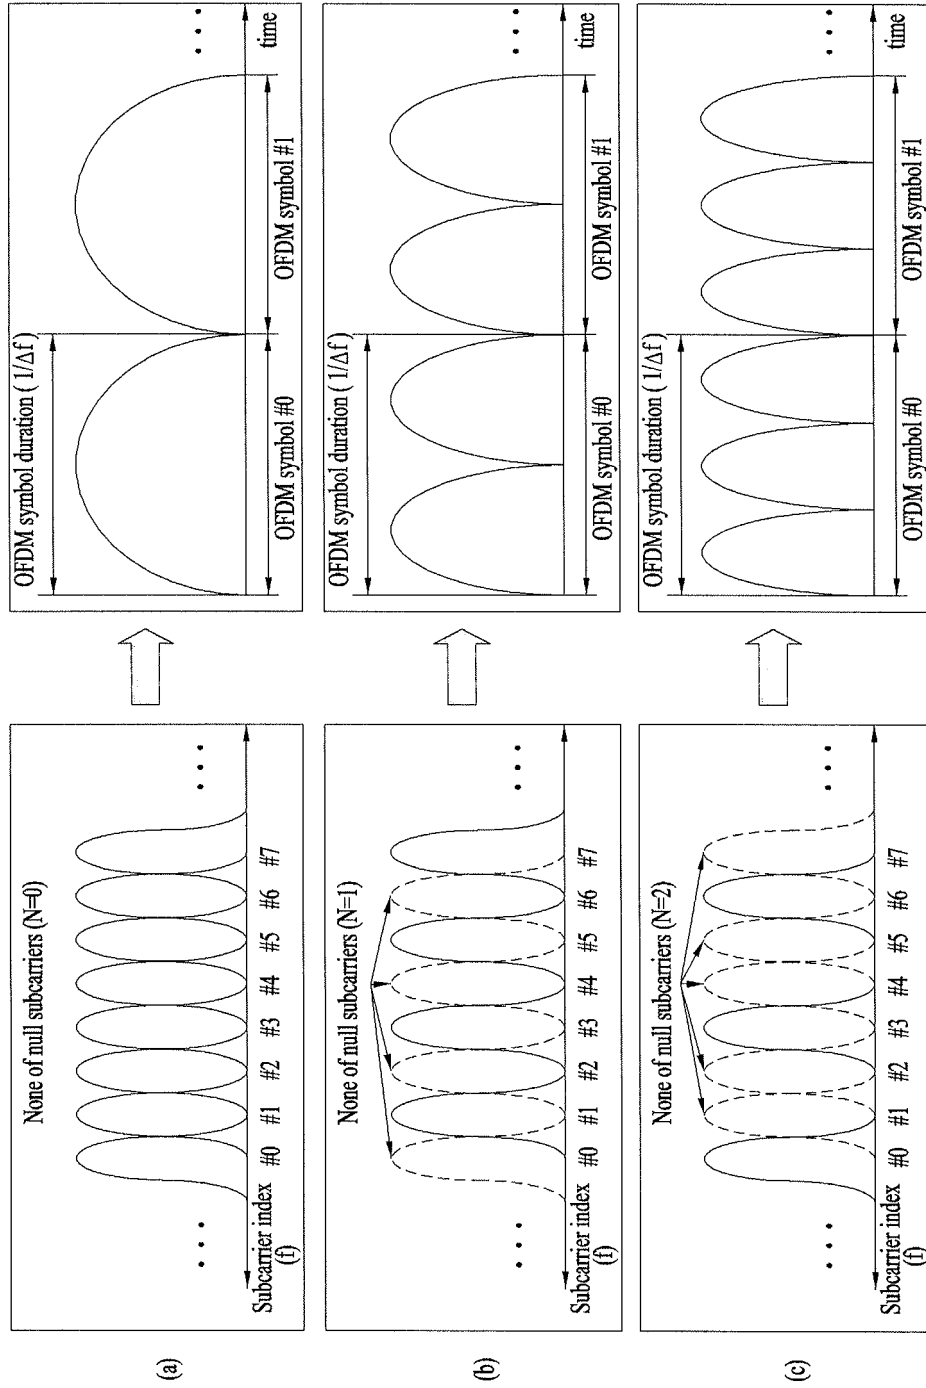 (a)
None of null subcarriers (N=0)
• • •
• • •
Subcarrier index
(f)
#0 #1 #2 #3 #4 #5 #6 #7
OFDM symbol duration ( 1/Δf )
• • •
OFDM symbol #0
OFDM symbol #1
time
(b)
None of null subcarriers (N=1)
• • •
• • •
Subcarrier index
(f)
#0 #1 #2 #3 #4 #5 #6 #7
OFDM symbol duration ( 1/Δf )
• • •
OFDM symbol #0
OFDM symbol #1
time
(c)
None of null subcarriers (N=2)
• • •
• • •
Subcarrier index
(f)
#0 #1 #2 #3 #4 #5 #6 #7
OFDM symbol duration ( 1/Δf )
• • •
OFDM symbol #0
OFDM symbol #1
time